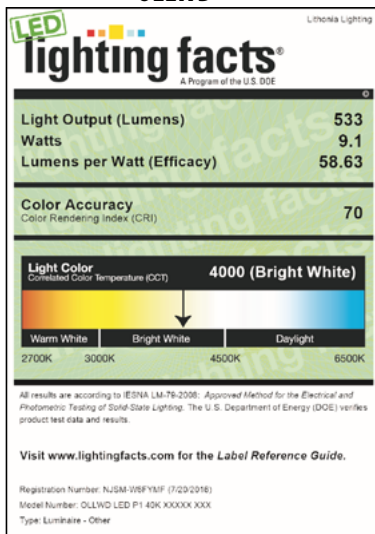 LED
Lithonia Lighting
lighting facts®
A Program of the U.S. DOE
©
Light Output (Lumens) 533
Watts 9.1
Lumens per Watt (Efficacy) 58.63
Color Accuracy
Color Rendering Index (CRI) 70
Light Color
Correlated Color Temperature (CCT) 4000 (Bright White)
Warm White Bright White Daylight
2700K 3000K 4500K 6500K
All results are according to IESNA LM-79-2008: Approved Method for the Electrical and
Photometric Testing of Solid-State Lighting. The U.S. Department of Energy (DOE) verifies
product test data and results.
Visit www.lightingfacts.com for the Label Reference Guide.
Registration Number: NJSM-W6FYMF (7/20/2016)
Model Number: OLLWD LED P1 40K XXXXX XXX
Type: Luminaire - Other